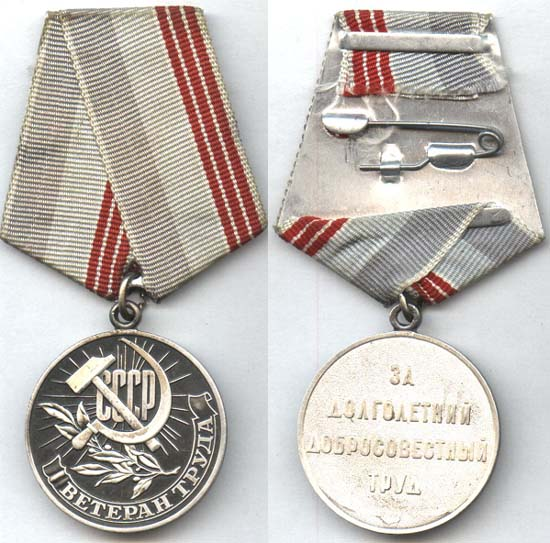 СССР
ВЕТЕРАН ТРУДА
ЗА
ДОЛГОЛЕТНИЙ
ДОБРОСОВЕСТНЫЙ
ТРУД